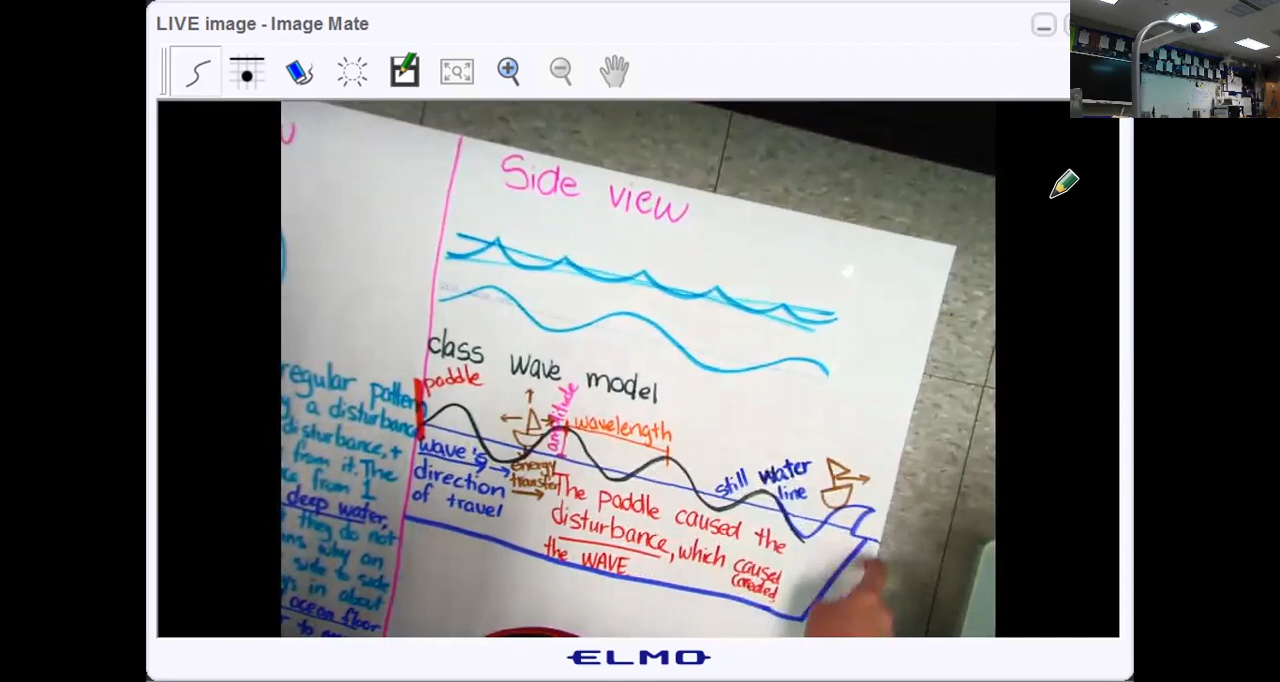 LIVE image - Image Mate
Side view
class wave model
paddle
amplitude
wavelength
wave's
direction
of travel
energy
transfer
still water
line
The paddle caused the
disturbance, which caused
(created)
the WAVE
regular pattern
a disturbance
disturbance, +
from it. The
from 1
deep water,
they do not
why an
side to side
in about
ocean floor
to
ELMO